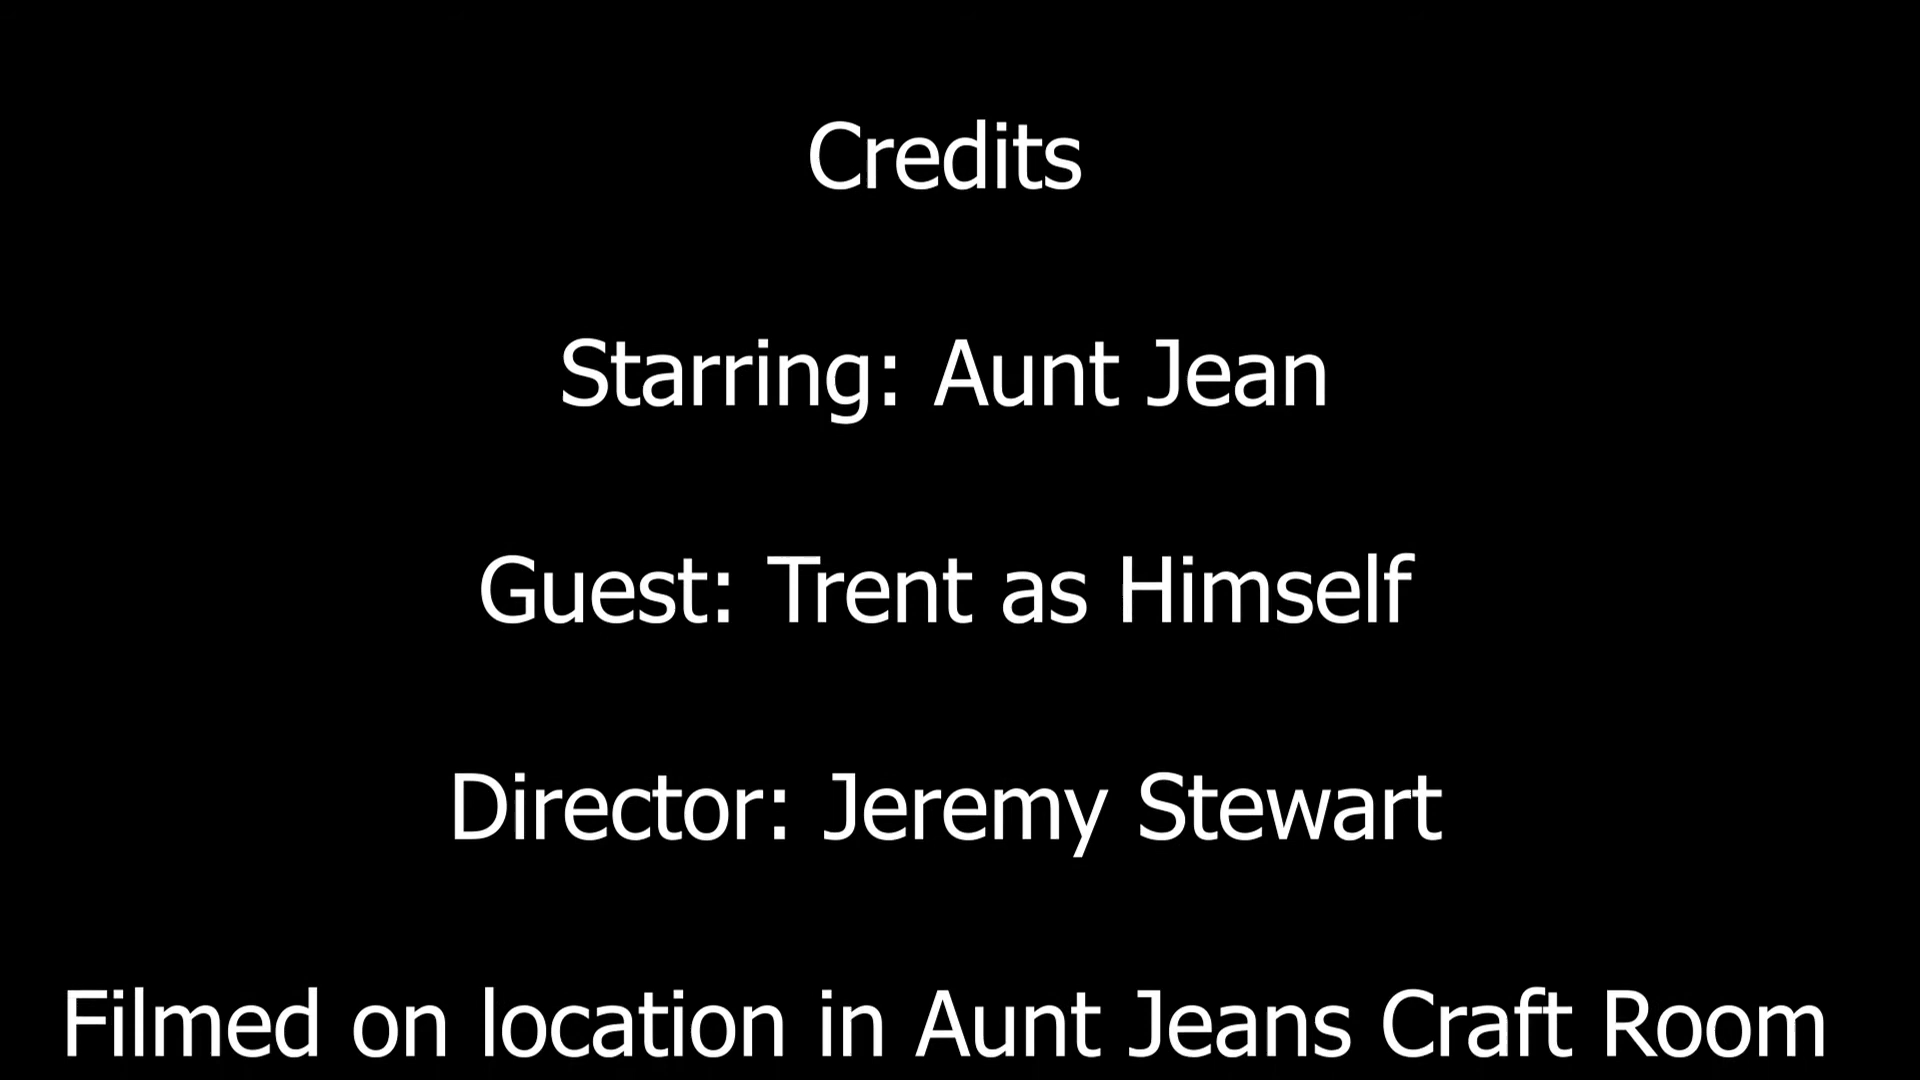 Credits
Starring: Aunt Jean
Guest: Trent as Himself
Director: Jeremy Stewart
Filmed on location in Aunt Jeans Craft Room